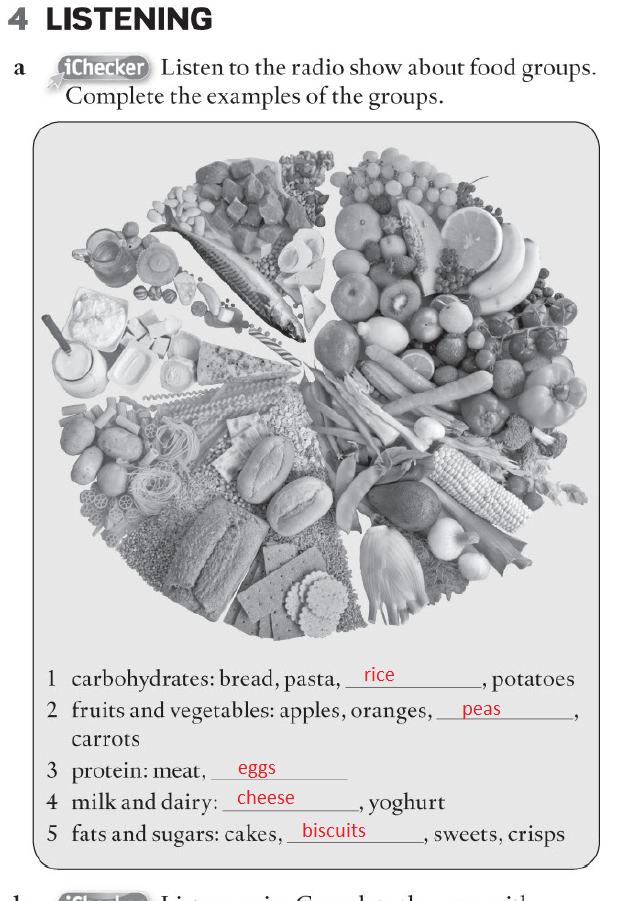 4 LISTENING
a iChecker Listen to the radio show about food groups.
Complete the examples of the groups.
1 carbohydrates: bread, pasta, rice, potatoes
2 fruits and vegetables: apples, oranges, peas,
carrots
3 protein: meat, eggs
4 milk and dairy: cheese, yoghurt
5 fats and sugars: cakes, biscuits, sweets, crisps
iChecker